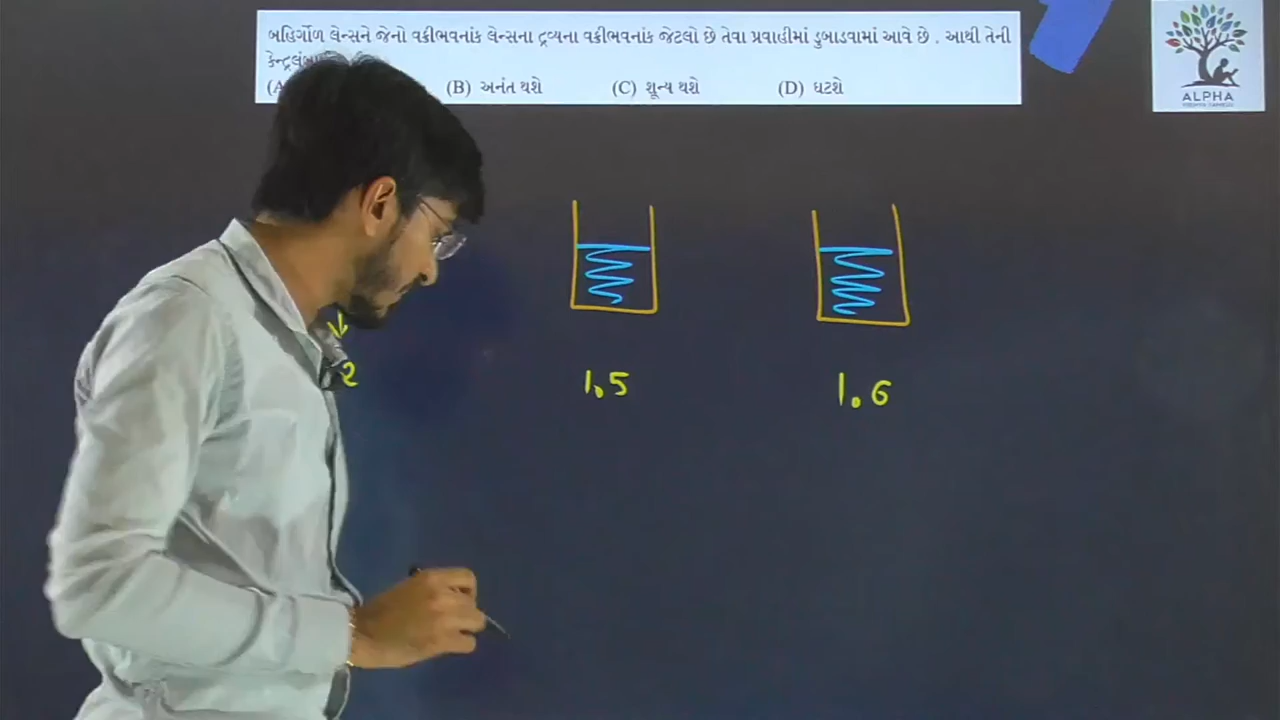 બહિર્ગોળ લેન્સને જેનો વક્રીભવનાંક લેન્સના દ્રવ્યના વક્રીભવનાંક જેટલો છે તેવા પ્રવાહીમાં ડુબાડવામાં આવે છે . આથી તેની
(B) અનંત થશે (C) શૂન્ય થશે (D) ઘટશે
ALPHA
2
1.5
1.6